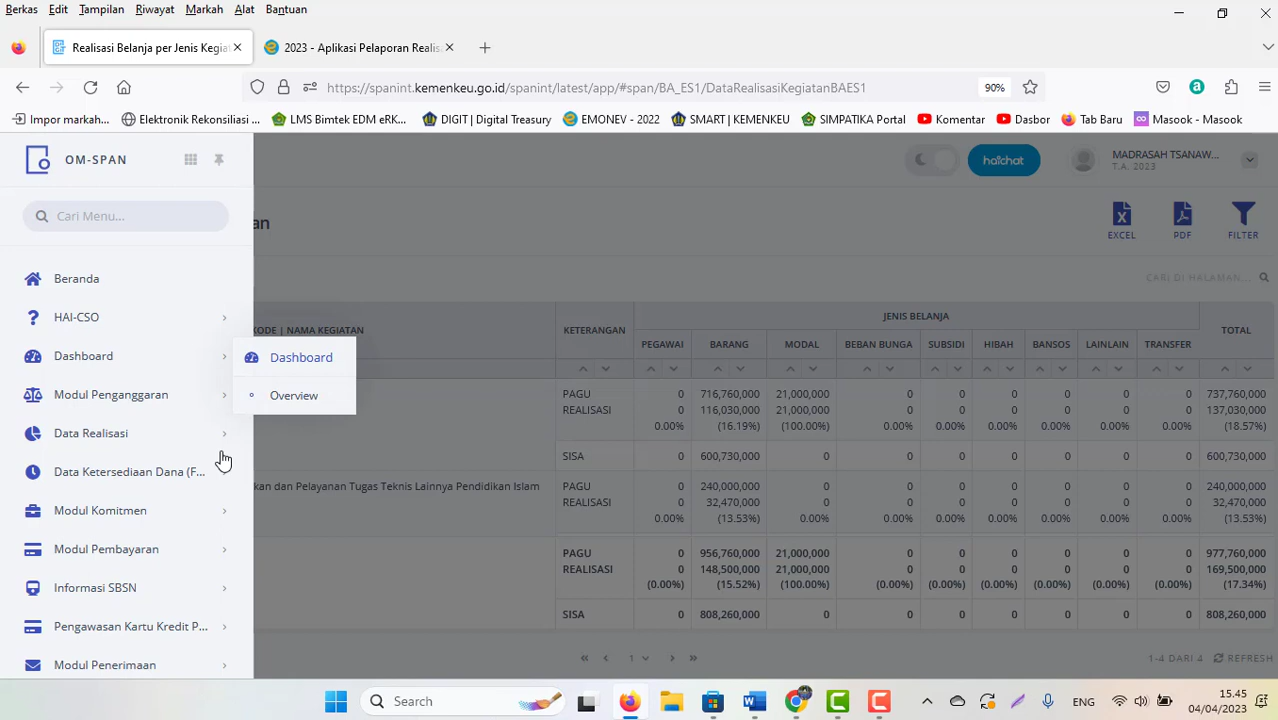 Berkas Edit Tampilan Riwayat Markah Alat Bantuan
Realisasi Belanja per Jenis Kegia
2023 - Aplikasi Pelaporan Realis
https://spanint.kemenkeu.go.id/spanint/latest/app/#span/BA_ES1/DataRealisasiKegiatanBAES1
90%
Impor markah... Elektronik Rekonsiliasi ... LMS Bimtek EDM eRK... DIGIT | Digital Treasury EMONEV - 2022 SMART | KEMENKEU SIMPATIKA Portal Komentar Dasbor Tab Baru Masook - Masook
OM-SPAN
haichat
MADRASAH TSANAW...
T.A. 2023
Cari Menu...
an
EXCEL PDF FILTER
CARI DI HALAMAN...
Beranda
HAI-CSO
Dashboard
Modul Penganggaran
Data Realisasi
Data Ketersediaan Dana (F...
Modul Komitmen
Modul Pembayaran
Informasi SBSN
Pengawasan Kartu Kredit P...
Modul Penerimaan
Dashboard
Overview
KODE | NAMA KEGIATAN KETERANGAN JENIS BELANJA TOTAL
PEGAWAI BARANG MODAL BEBAN BUNGA SUBSIDI HIBAH BANSOS LAINLAIN TRANSFER
PAGU 0 716,760,000 21,000,000 0 0 0 0 0 0 737,760,000
REALISASI 0 116,030,000 21,000,000 0 0 0 0 0 0 137,030,000
0.00% (16.19%) (100.00%) 0.00% 0.00% 0.00% 0.00% 0.00% 0.00% (18.57%)
SISA 0 600,730,000 0 0 0 0 0 0 0 600,730,000
kan dan Pelayanan Tugas Teknis Lainnya Pendidikan Islam
PAGU 0 240,000,000 0 0 0 0 0 0 0 240,000,000
REALISASI 0 32,470,000 0 0 0 0 0 0 0 32,470,000
0.00% (13.53%) 0.00% 0.00% 0.00% 0.00% 0.00% 0.00% 0.00% (13.53%)
PAGU 0 956,760,000 21,000,000 0 0 0 0 0 0 977,760,000
REALISASI 0 148,500,000 21,000,000 0 0 0 0 0 0 169,500,000
(0.00%) (15.52%) (100.00%) (0.00%) (0.00%) (0.00%) (0.00%) (0.00%) (0.00%) (17.34%)
SISA 0 808,260,000 0 0 0 0 0 0 0 808,260,000
1
1-4 DARI 4 REFRESH
Search
ENG
15.45
04/04/2023